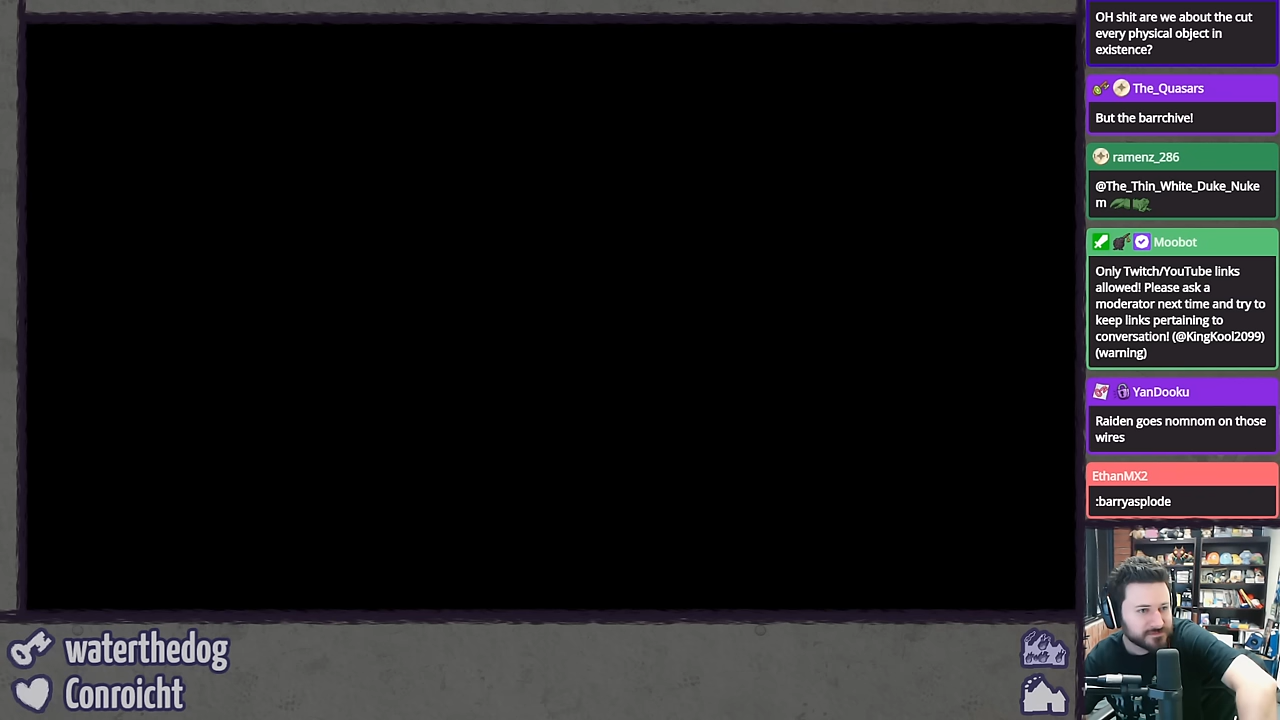 OH shit are we about the cut
every physical object in
existence?
The_Quasars
But the barrchive!
ramenz_286
@The_Thin_White_Duke_Nuke
m
Moobot
Only Twitch/YouTube links
allowed! Please ask a
moderator next time and try to
keep links pertaining to
conversation! (@KingKool2099)
(warning)
YanDooku
Raiden goes nomnom on those
wires
EthanMX2
:barryasplode
waterthedog
Conroicht